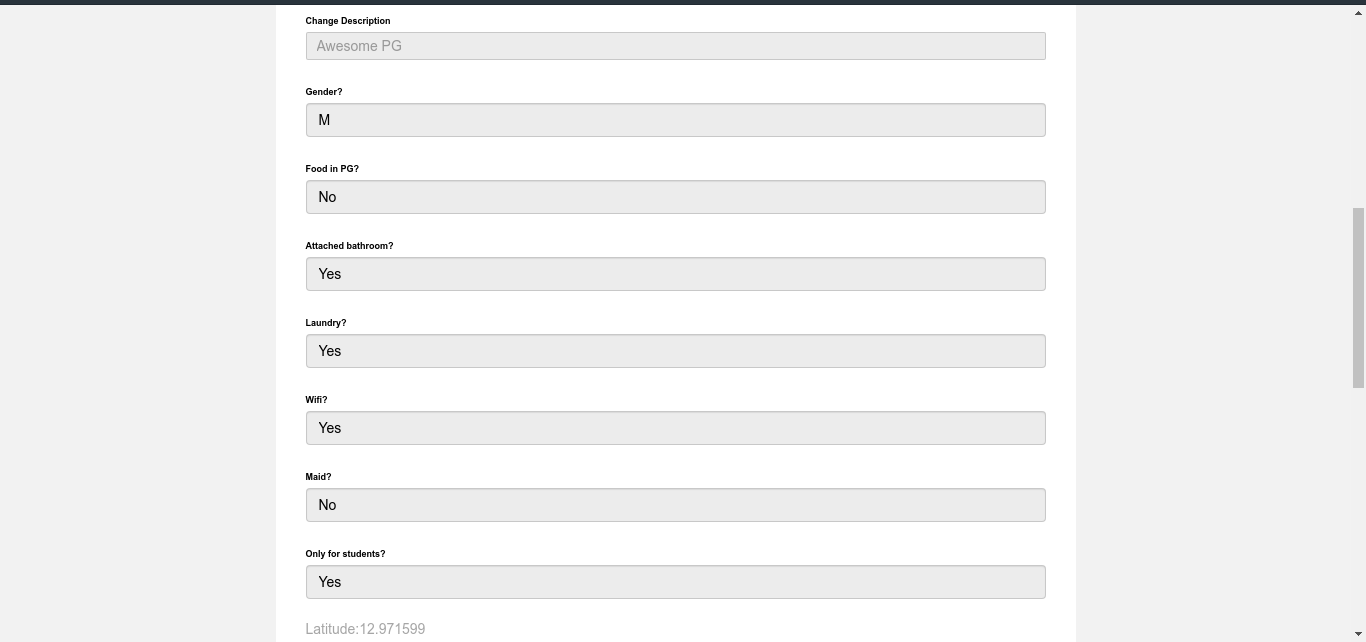 Change Description
Awesome PG
Gender?
M
Food in PG?
No
Attached bathroom?
Yes
Laundry?
Yes
Wifi?
Yes
Maid?
No
Only for students?
Yes
Latitude:12.971599